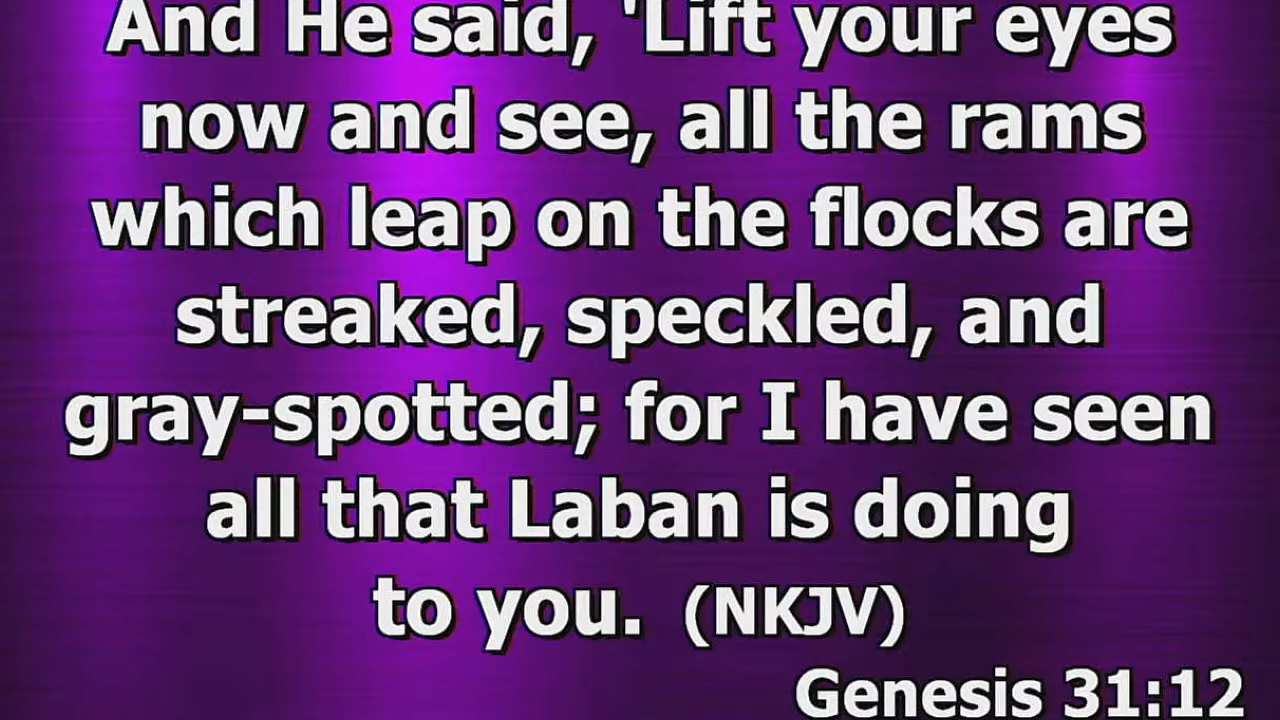 And He said, 'Lift your eyes
now and see, all the rams
which leap on the flocks are
streaked, speckled, and
gray-spotted; for I have seen
all that Laban is doing
to you. (NKJV)
Genesis 31:12